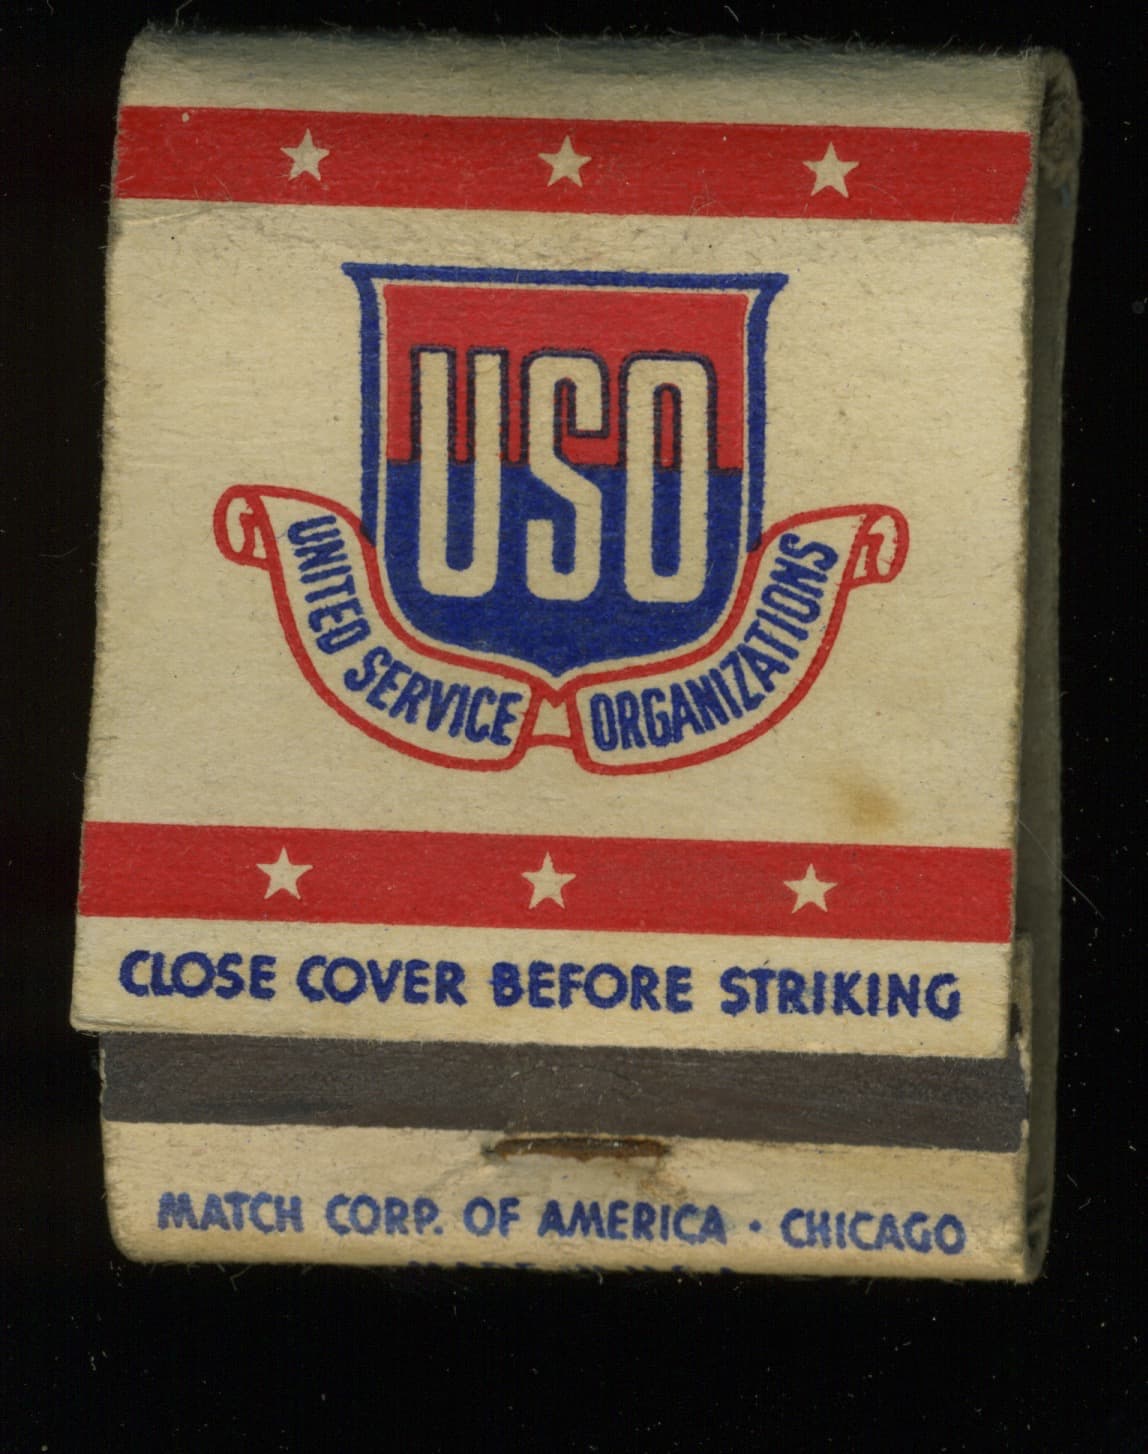 USO
UNITED SERVICE ORGANIZATIONS
CLOSE COVER BEFORE STRIKING
MATCH CORP. OF AMERICA · CHICAGO